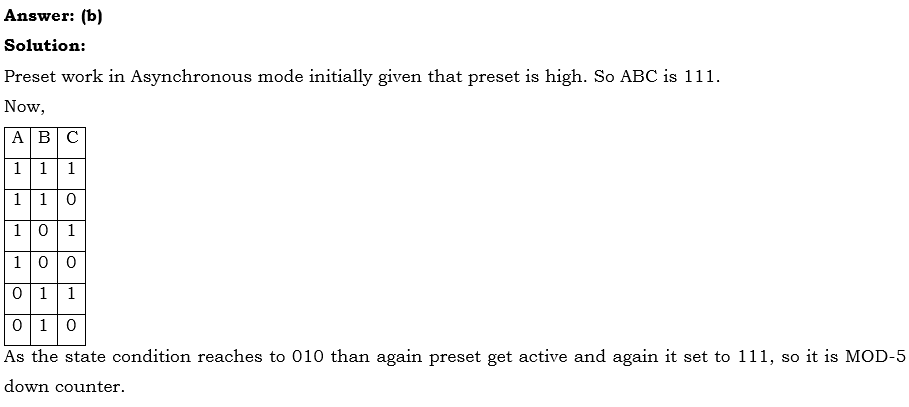 Answer: (b)
Solution:
Preset work in Asynchronous mode initially given that preset is high. So ABC is 111.
Now,
A B C
1 1 1
1 1 0
1 0 1
1 0 0
0 1 1
0 1 0
As the state condition reaches to 010 than again preset get active and again it set to 111, so it is MOD-5
down counter.